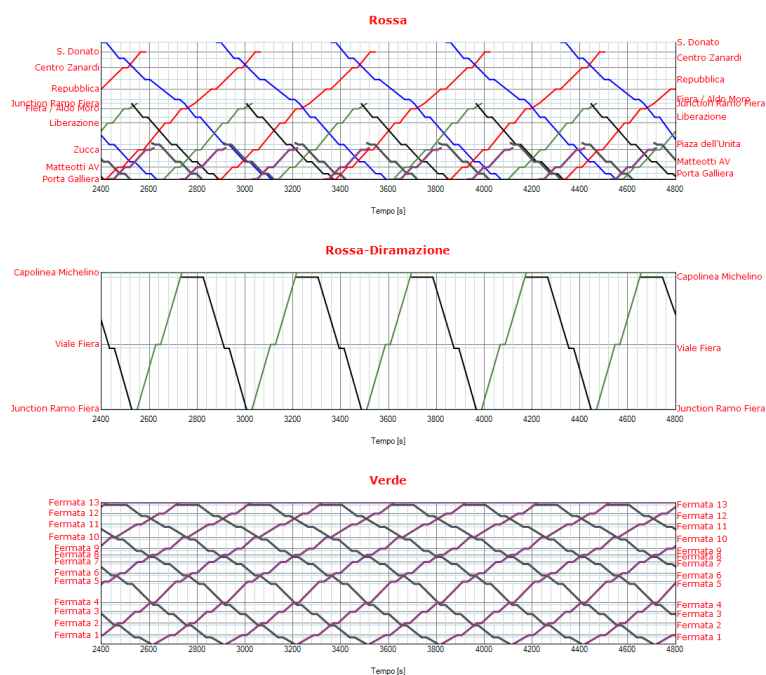 Rossa
S. Donato
Centro Zanardi
Repubblica
Junction Ramo Fiera
Fiera / Aldo Moro
Liberazione
Zucca
Matteotti AV
Porta Galliera
S. Donato
Centro Zanardi
Repubblica
Fiera / Aldo Moro
Junction Ramo Fiera
Liberazione
Piaza dell'Unita
Matteotti AV
Porta Galliera
2400 2600 2800 3000 3200 3400 3600 3800 4000 4200 4400 4600 4800
Tempo [s]
Rossa-Diramazione
Capolinea Michelino
Viale Fiera
Junction Ramo Fiera
Capolinea Michelino
Viale Fiera
Junction Ramo Fiera
2400 2600 2800 3000 3200 3400 3600 3800 4000 4200 4400 4600 4800
Tempo [s]
Verde
Fermata 13
Fermata 12
Fermata 11
Fermata 10
Fermata 9
Fermata 8
Fermata 7
Fermata 6
Fermata 5
Fermata 4
Fermata 3
Fermata 2
Fermata 1
Fermata 13
Fermata 12
Fermata 11
Fermata 10
Fermata 9
Fermata 8
Fermata 7
Fermata 6
Fermata 5
Fermata 4
Fermata 3
Fermata 2
Fermata 1
2400 2600 2800 3000 3200 3400 3600 3800 4000 4200 4400 4600 4800
Tempo [s]